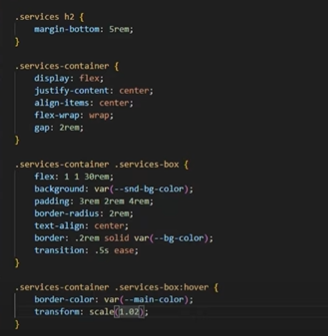 .services h2 {
margin-bottom: 5rem;
}
.services-container {
display: flex;
justify-content: center;
align-items: center;
flex-wrap: wrap;
gap: 2rem;
}
.services-container .services-box {
flex: 1 1 30rem;
background: var(--snd-bg-color);
padding: 3rem 2rem 4rem;
border-radius: 2rem;
text-align: center;
border: .2rem solid var(--bg-color);
transition: .5s ease;
}
.services-container .services-box:hover {
border-color: var(--main-color);
transform: scale(1.02);
}